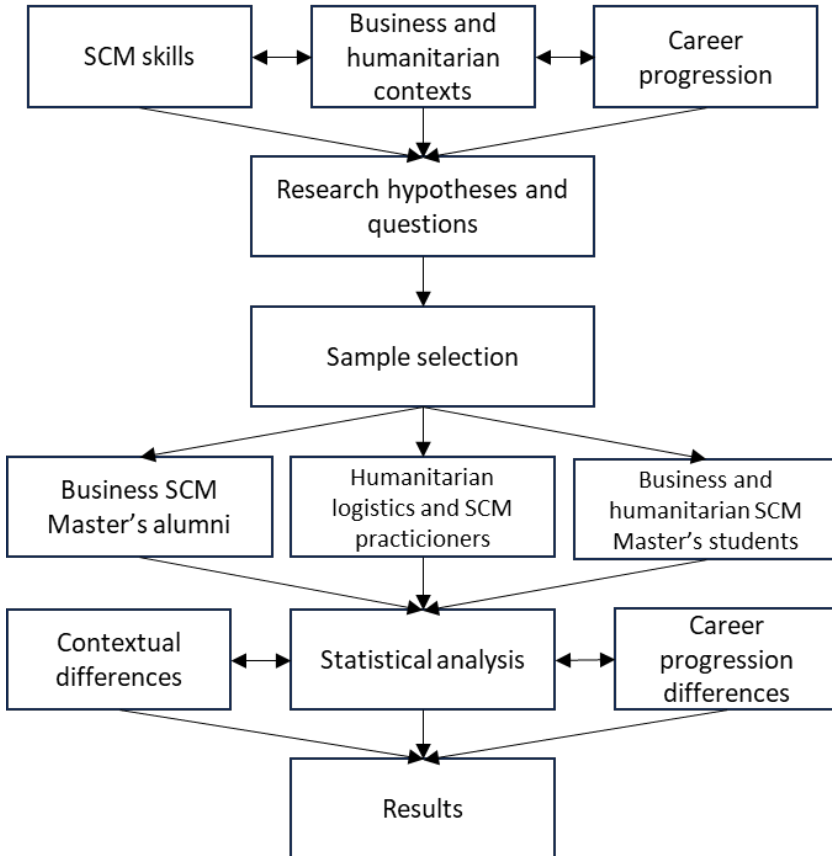 SCM skills
Business and
humanitarian
contexts
Career
progression
Research hypotheses and
questions
Sample selection
Business SCM
Master’s alumni
Humanitarian
logistics and SCM
practicioners
Business and
humanitarian SCM
Master’s students
Contextual
differences
Statistical analysis
Career
progression
differences
Results